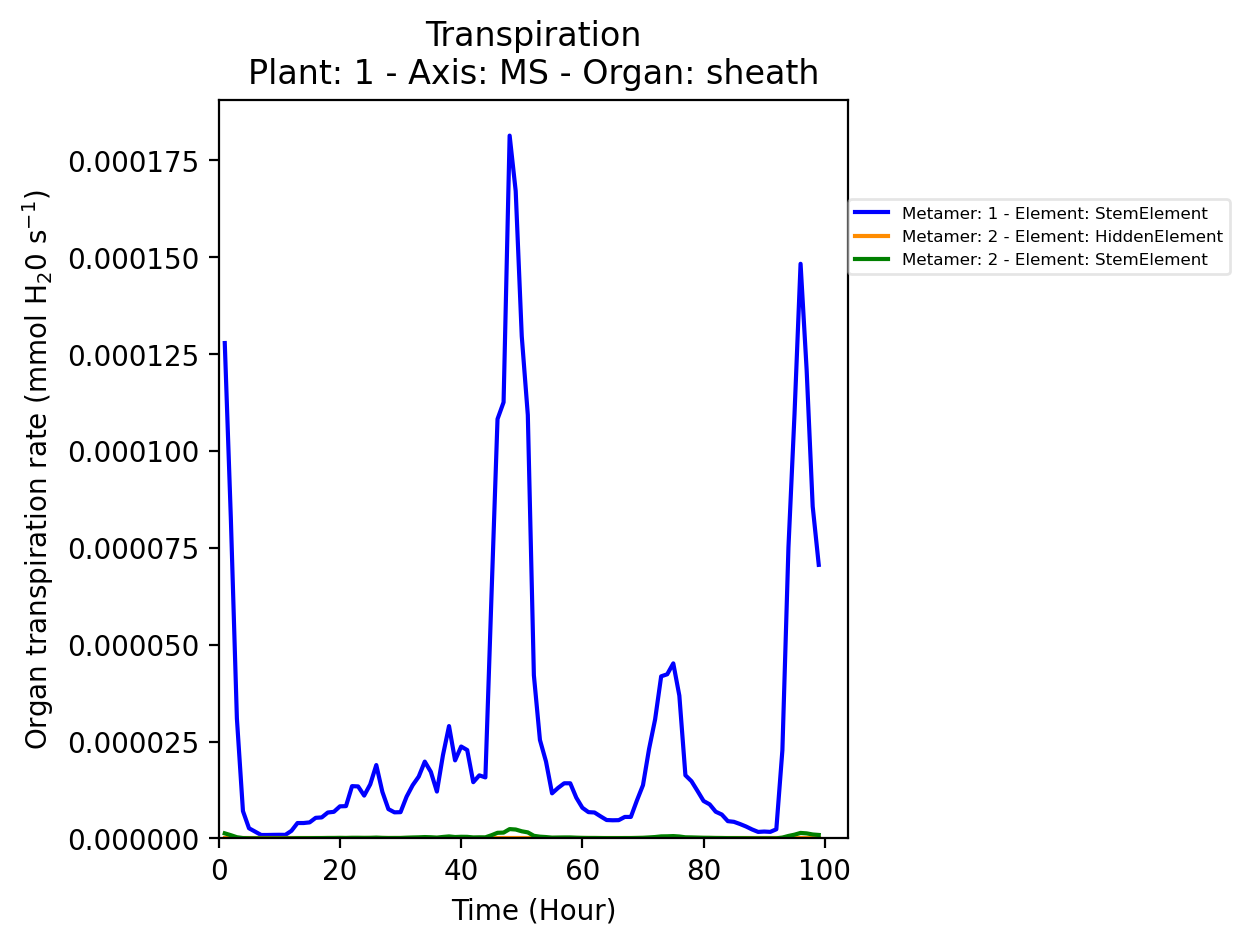 Transpiration
Plant: 1 - Axis: MS - Organ: sheath
Organ transpiration rate (mmol H₂0 s⁻¹)
0.000175
0.000150
0.000125
0.000100
0.000075
0.000050
0.000025
0.000000
0 20 40 60 80 100
Time (Hour)
Metamer: 1 - Element: StemElement
Metamer: 2 - Element: HiddenElement
Metamer: 2 - Element: StemElement